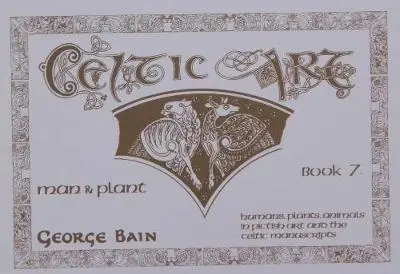 Celtic Art
Book 7.
man & plant
George Bain
humans, plants, animals
in pictish art and the
celtic manuscripts